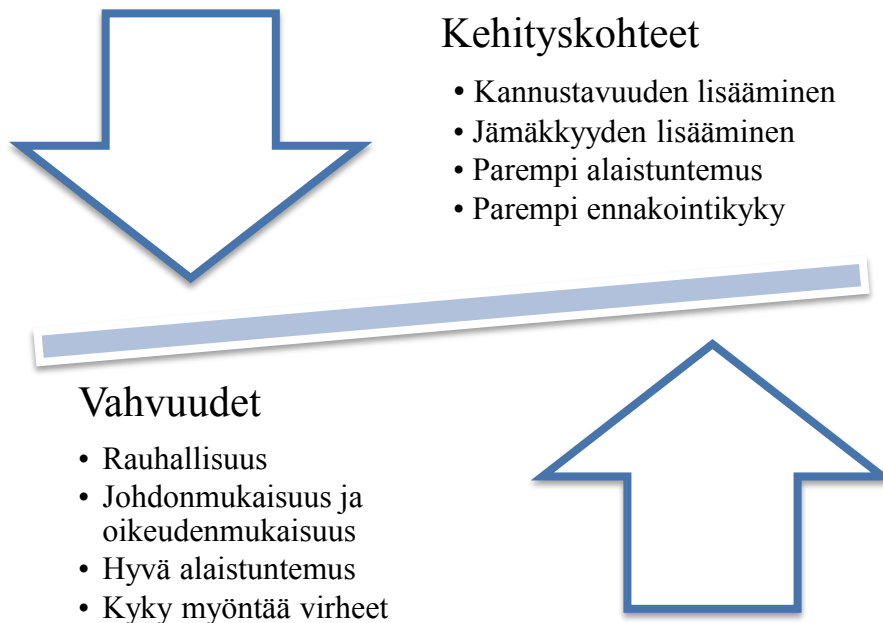 Kehityskohteet
• Kannustavuuden lisääminen
• Jämäkkyyden lisääminen
• Parempi alaistuntemus
• Parempi ennakointikyky
Vahvuudet
• Rauhallisuus
• Johdonmukaisuus ja
oikeudenmukaisuus
• Hyvä alaistuntemus
• Kyky myöntää virheet